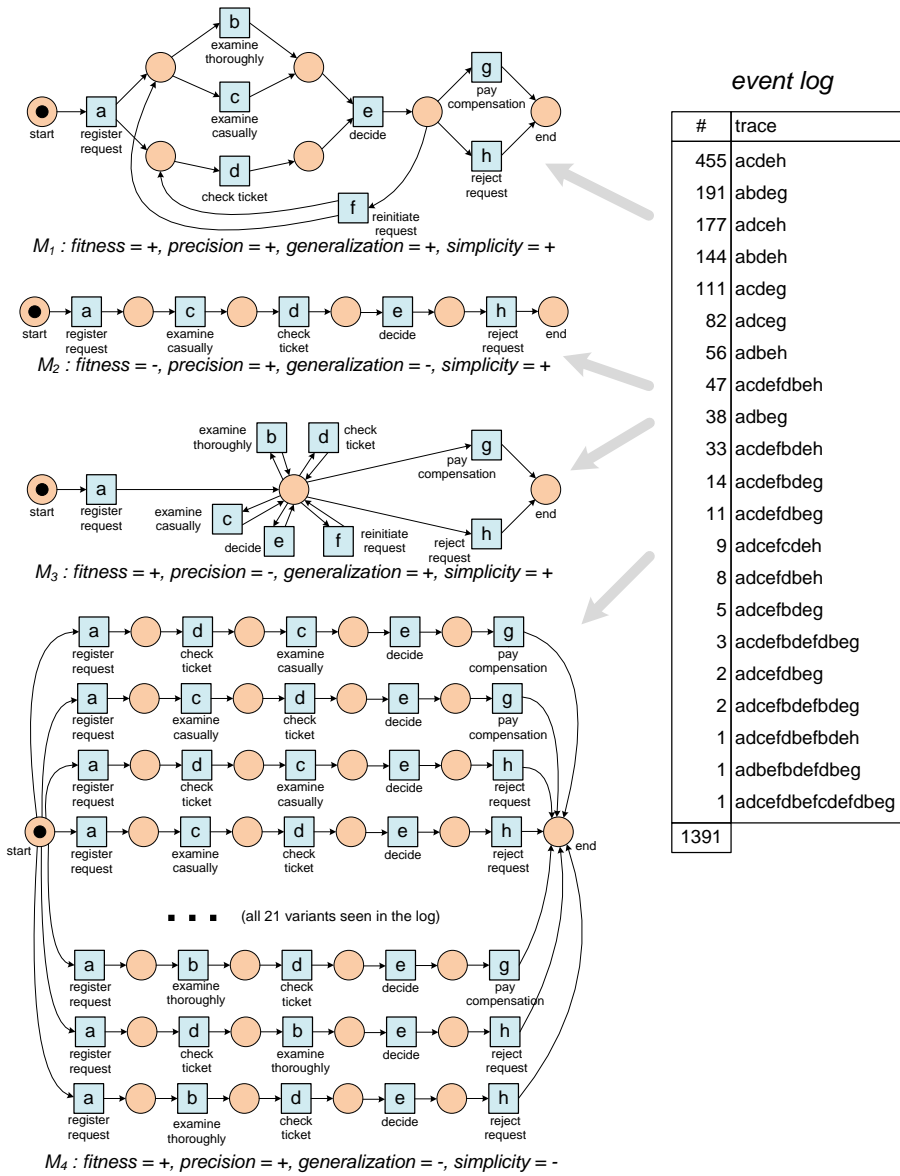 b
examine
thoroughly
g
pay
compensation
c
examine
casually
a
register
request
start
e
decide
end
d
check ticket
h
reject
request
f
reinitiate
request
M1 : fitness = +, precision = +, generalization = +, simplicity = +
start
a
register
request
c
examine
casually
d
check
ticket
e
decide
h
reject
request
end
M2 : fitness = -, precision = +, generalization = -, simplicity = +
examine
thoroughly
b
d
check
ticket
g
pay
compensation
start
a
register
request
examine
casually
c
decide
e
f
reinitiate
request
reject
request
h
end
M3 : fitness = +, precision = -, generalization = +, simplicity = +
a
register
request
d
check
ticket
c
examine
casually
e
decide
g
pay
compensation
a
register
request
c
examine
casually
d
check
ticket
e
decide
g
pay
compensation
a
register
request
d
check
ticket
c
examine
casually
e
decide
h
reject
request
start
a
register
request
c
examine
casually
d
check
ticket
e
decide
h
reject
request
end
(all 21 variants seen in the log)
a
register
request
b
examine
thoroughly
d
check
ticket
e
decide
g
pay
compensation
a
register
request
d
check
ticket
b
examine
thoroughly
e
decide
h
reject
request
a
register
request
b
examine
thoroughly
d
check
ticket
e
decide
h
reject
request
M4 : fitness = +, precision = +, generalization = -, simplicity = -
event log
# trace
455 acdeh
191 abdeg
177 adceh
144 abdeh
111 acdeg
82 adceg
56 adbeh
47 acdefdbeh
38 adbeg
33 acdefbdeh
14 acdefbdeg
11 acdefdbeg
9 adcefcdeh
8 adcefdbeh
5 adcefbdeg
3 acdefbdefdbeg
2 adcefdbeg
2 adcefbdefbdeg
1 adcefdbefbdeh
1 adbefbdefdbeg
1 adcefdbefcdefdbeg
1391